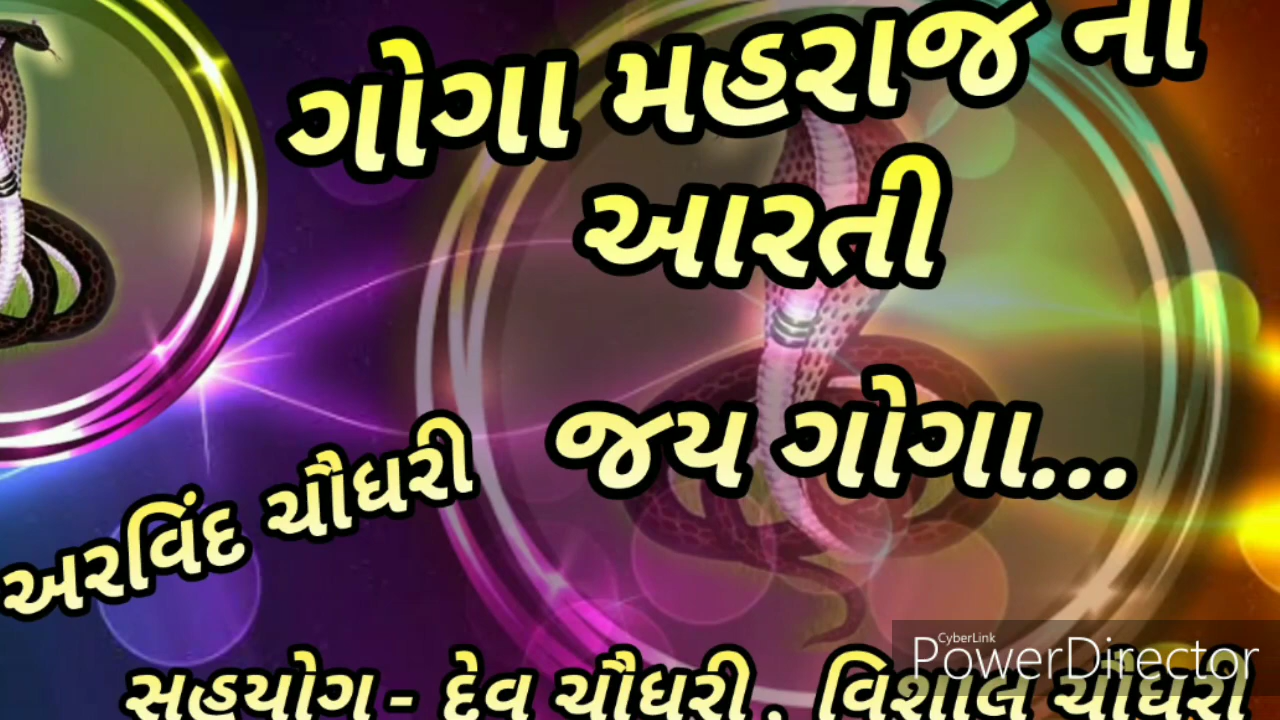 ગોગા મહરાજ ની
આરતી
જય ગોગા...
અરવિંદ ચૌધરી
સહયોગ - દેવ ચૌધરી , વિશાલ ચૌધરી
CyberLink
PowerDirector